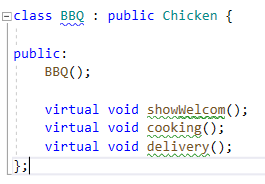 class BBQ : public Chicken {
public:
BBQ();
virtual void showWelcom();
virtual void cooking();
virtual void delivery();
};